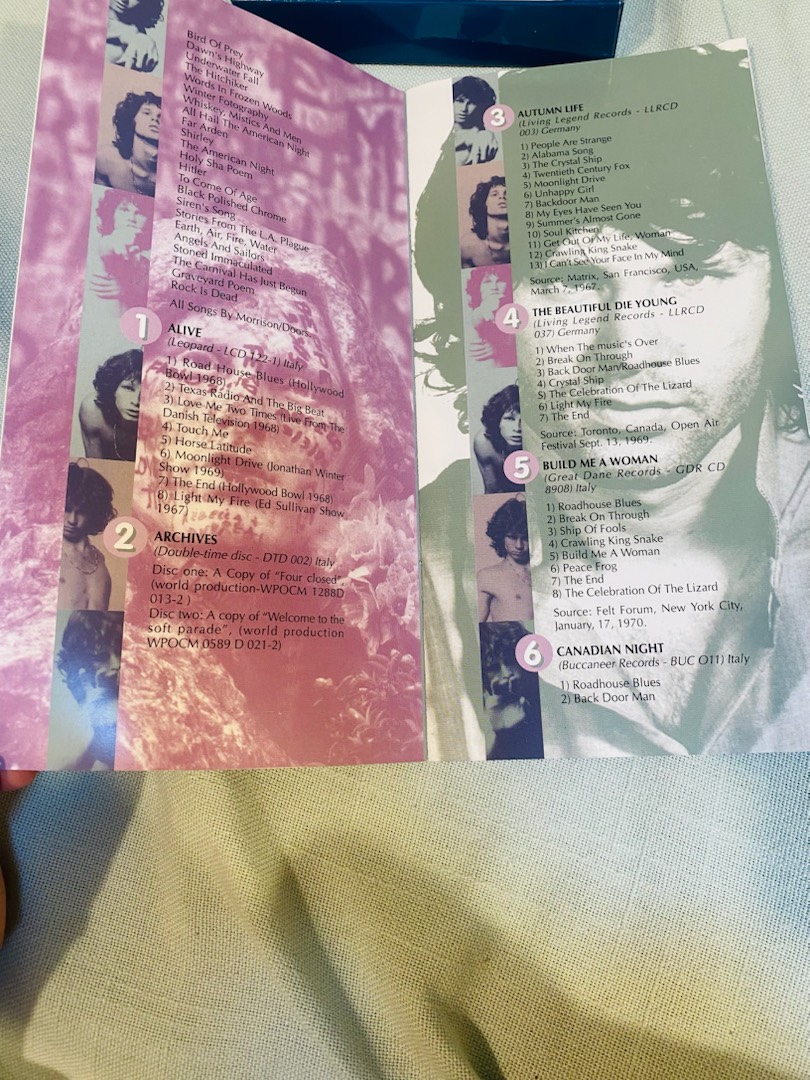 Bird Of Prey
Dawn's Highway
Underwater Fall
The Hitchiker
Words In Frozen Woods
Winter Fotography
Whiskey, Mistics And Men
All Hail The American Night
Far Arden
Shirley
The American Night
Holy Sha Poem
Hitler
To Come Of Age
Black Polished Chrome
Siren's Song
Stories From The L.A. Plague
Earth, Air, Fire, Water
Angels And Sailors
Stoned Immaculated
The Carnival Has Just Begun
Graveyard Poem
Rock Is Dead
All Songs By Morrison/Doors
1
ALIVE
(Leopard - LCD 122-1) Italy
1) Road House Blues (Hollywood
Bowl 1968)
2) Texas Radio And The Big Beat
3) Love Me Two Times (Live From The
Danish Television 1968)
4) Touch Me
5) Horse Latitude
6) Moonlight Drive (Jonathan Winter
Show 1969)
7) The End (Hollywood Bowl 1968)
8) Light My Fire (Ed Sullivan Show
1967)
2
ARCHIVES
(Double-time disc - DTD 002) Italy
Disc one: A Copy of "Four closed",
(world production-WPOCM 1288D
013-2 )
Disc two: A copy of "Welcome to the
soft parade", (world production
WPOCM 0589 D 021-2)
3
AUTUMN LIFE
(Living Legend Records - LLRCD
003) Germany
1) People Are Strange
2) Alabama Song
3) The Crystal Ship
4) Twentieth Century Fox
5) Moonlight Drive
6) Unhappy Girl
7) Backdoor Man
8) My Eyes Have Seen You
9) Summer's Almost Gone
10) Soul Kitchen
11) Get Out Of My Life, Woman
12) Crawling King Snake
13) I Can't See Your Face In My Mind
Source: Matrix, San Francisco, USA,
March 7, 1967.
4
THE BEAUTIFUL DIE YOUNG
(Living Legend Records - LLRCD
037) Germany
1) When The music's Over
2) Break On Through
3) Back Door Man/Roadhouse Blues
4) Crystal Ship
5) The Celebration Of The Lizard
6) Light My Fire
7) The End
Source: Toronto, Canada, Open Air
Festival Sept. 13, 1969.
5
BUILD ME A WOMAN
(Great Dane Records - GDR CD
8908) Italy
1) Roadhouse Blues
2) Break On Through
3) Ship Of Fools
4) Crawling King Snake
5) Build Me A Woman
6) Peace Frog
7) The End
8) The Celebration Of The Lizard
Source: Felt Forum, New York City,
January, 17, 1970.
6
CANADIAN NIGHT
(Buccaneer Records - BUC O11) Italy
1) Roadhouse Blues
2) Back Door Man